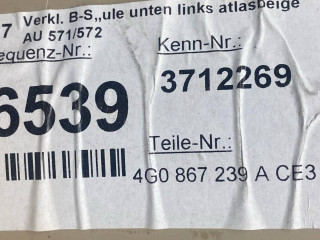 7 Verkl. B-S,,ule unten links atlasbeige
AU 571/572
equenz-Nr.: Kenn-Nr.:
6539 3712269
Teile-Nr.:
4G0 867 239 A CE3